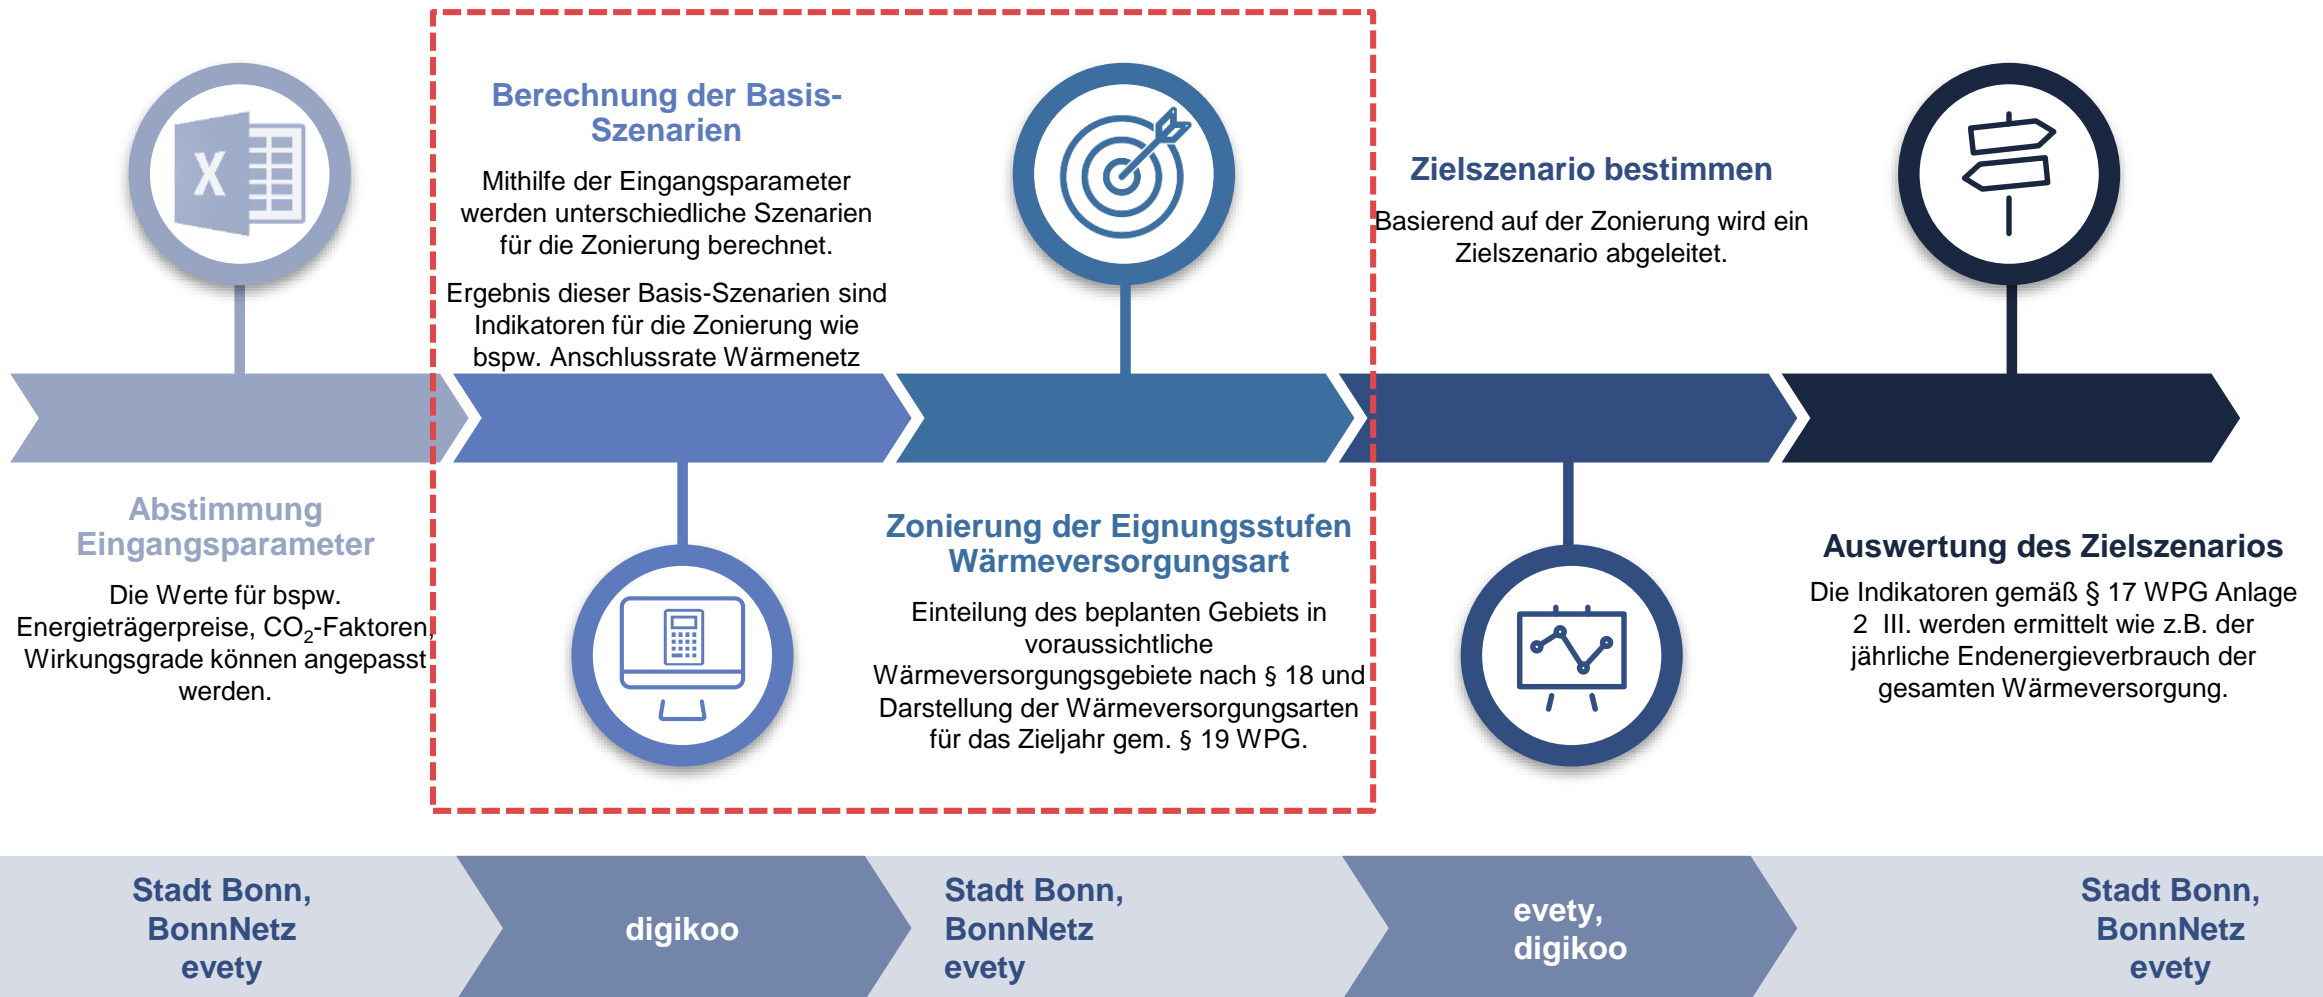 X
Abstimmung
Eingangsparameter
Die Werte für bspw.
Energieträgerpreise, CO₂-Faktoren,
Wirkungsgrade können angepasst
werden.
Berechnung der Basis-
Szenarien
Mithilfe der Eingangsparameter
werden unterschiedliche Szenarien
für die Zonierung berechnet.
Ergebnis dieser Basis-Szenarien sind
Indikatoren für die Zonierung wie
bspw. Anschlussrate Wärmenetz
Zonierung der Eignungsstufen
Wärmeversorgungsart
Einteilung des beplanten Gebiets in
voraussichtliche
Wärmeversorgungsgebiete nach § 18 und
Darstellung der Wärmeversorgungsarten
für das Zieljahr gem. § 19 WPG.
Zielszenario bestimmen
Basierend auf der Zonierung wird ein
Zielszenario abgeleitet.
Auswertung des Zielszenarios
Die Indikatoren gemäß § 17 WPG Anlage
2 III. werden ermittelt wie z.B. der
jährliche Endenergieverbrauch der
gesamten Wärmeversorgung.
Stadt Bonn,
BonnNetz
evety
digikoo
Stadt Bonn,
BonnNetz
evety
evety,
digikoo
Stadt Bonn,
BonnNetz
evety